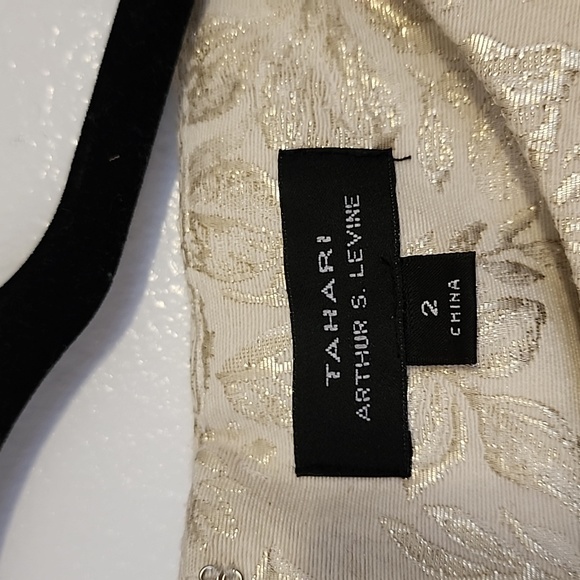 TAHARI
ARTHUR S. LEVINE
2
CHINA